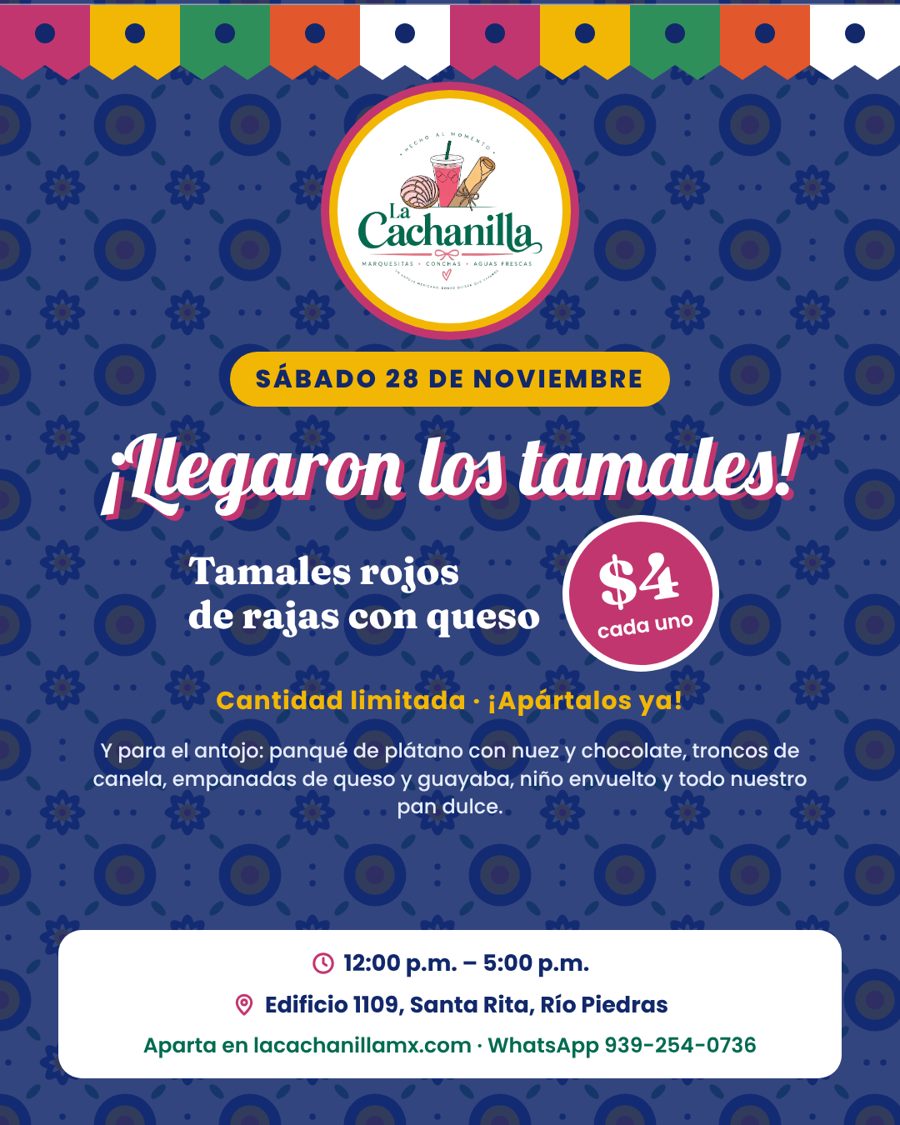 • HECHO AL MOMENTO •
La
Cachanilla
MARQUESITAS • CONCHAS • AGUAS FRESCAS
SÁBADO 28 DE NOVIEMBRE
¡Llegaron los tamales!
Tamales rojos
de rajas con queso
$4
cada uno
Cantidad limitada · ¡Apártalos ya!
Y para el antojo: panqué de plátano con nuez y chocolate, troncos de
canela, empanadas de queso y guayaba, niño envuelto y todo nuestro
pan dulce.
12:00 p.m. – 5:00 p.m.
Edificio 1109, Santa Rita, Río Piedras
Aparta en lacachanillamx.com · WhatsApp 939-254-0736